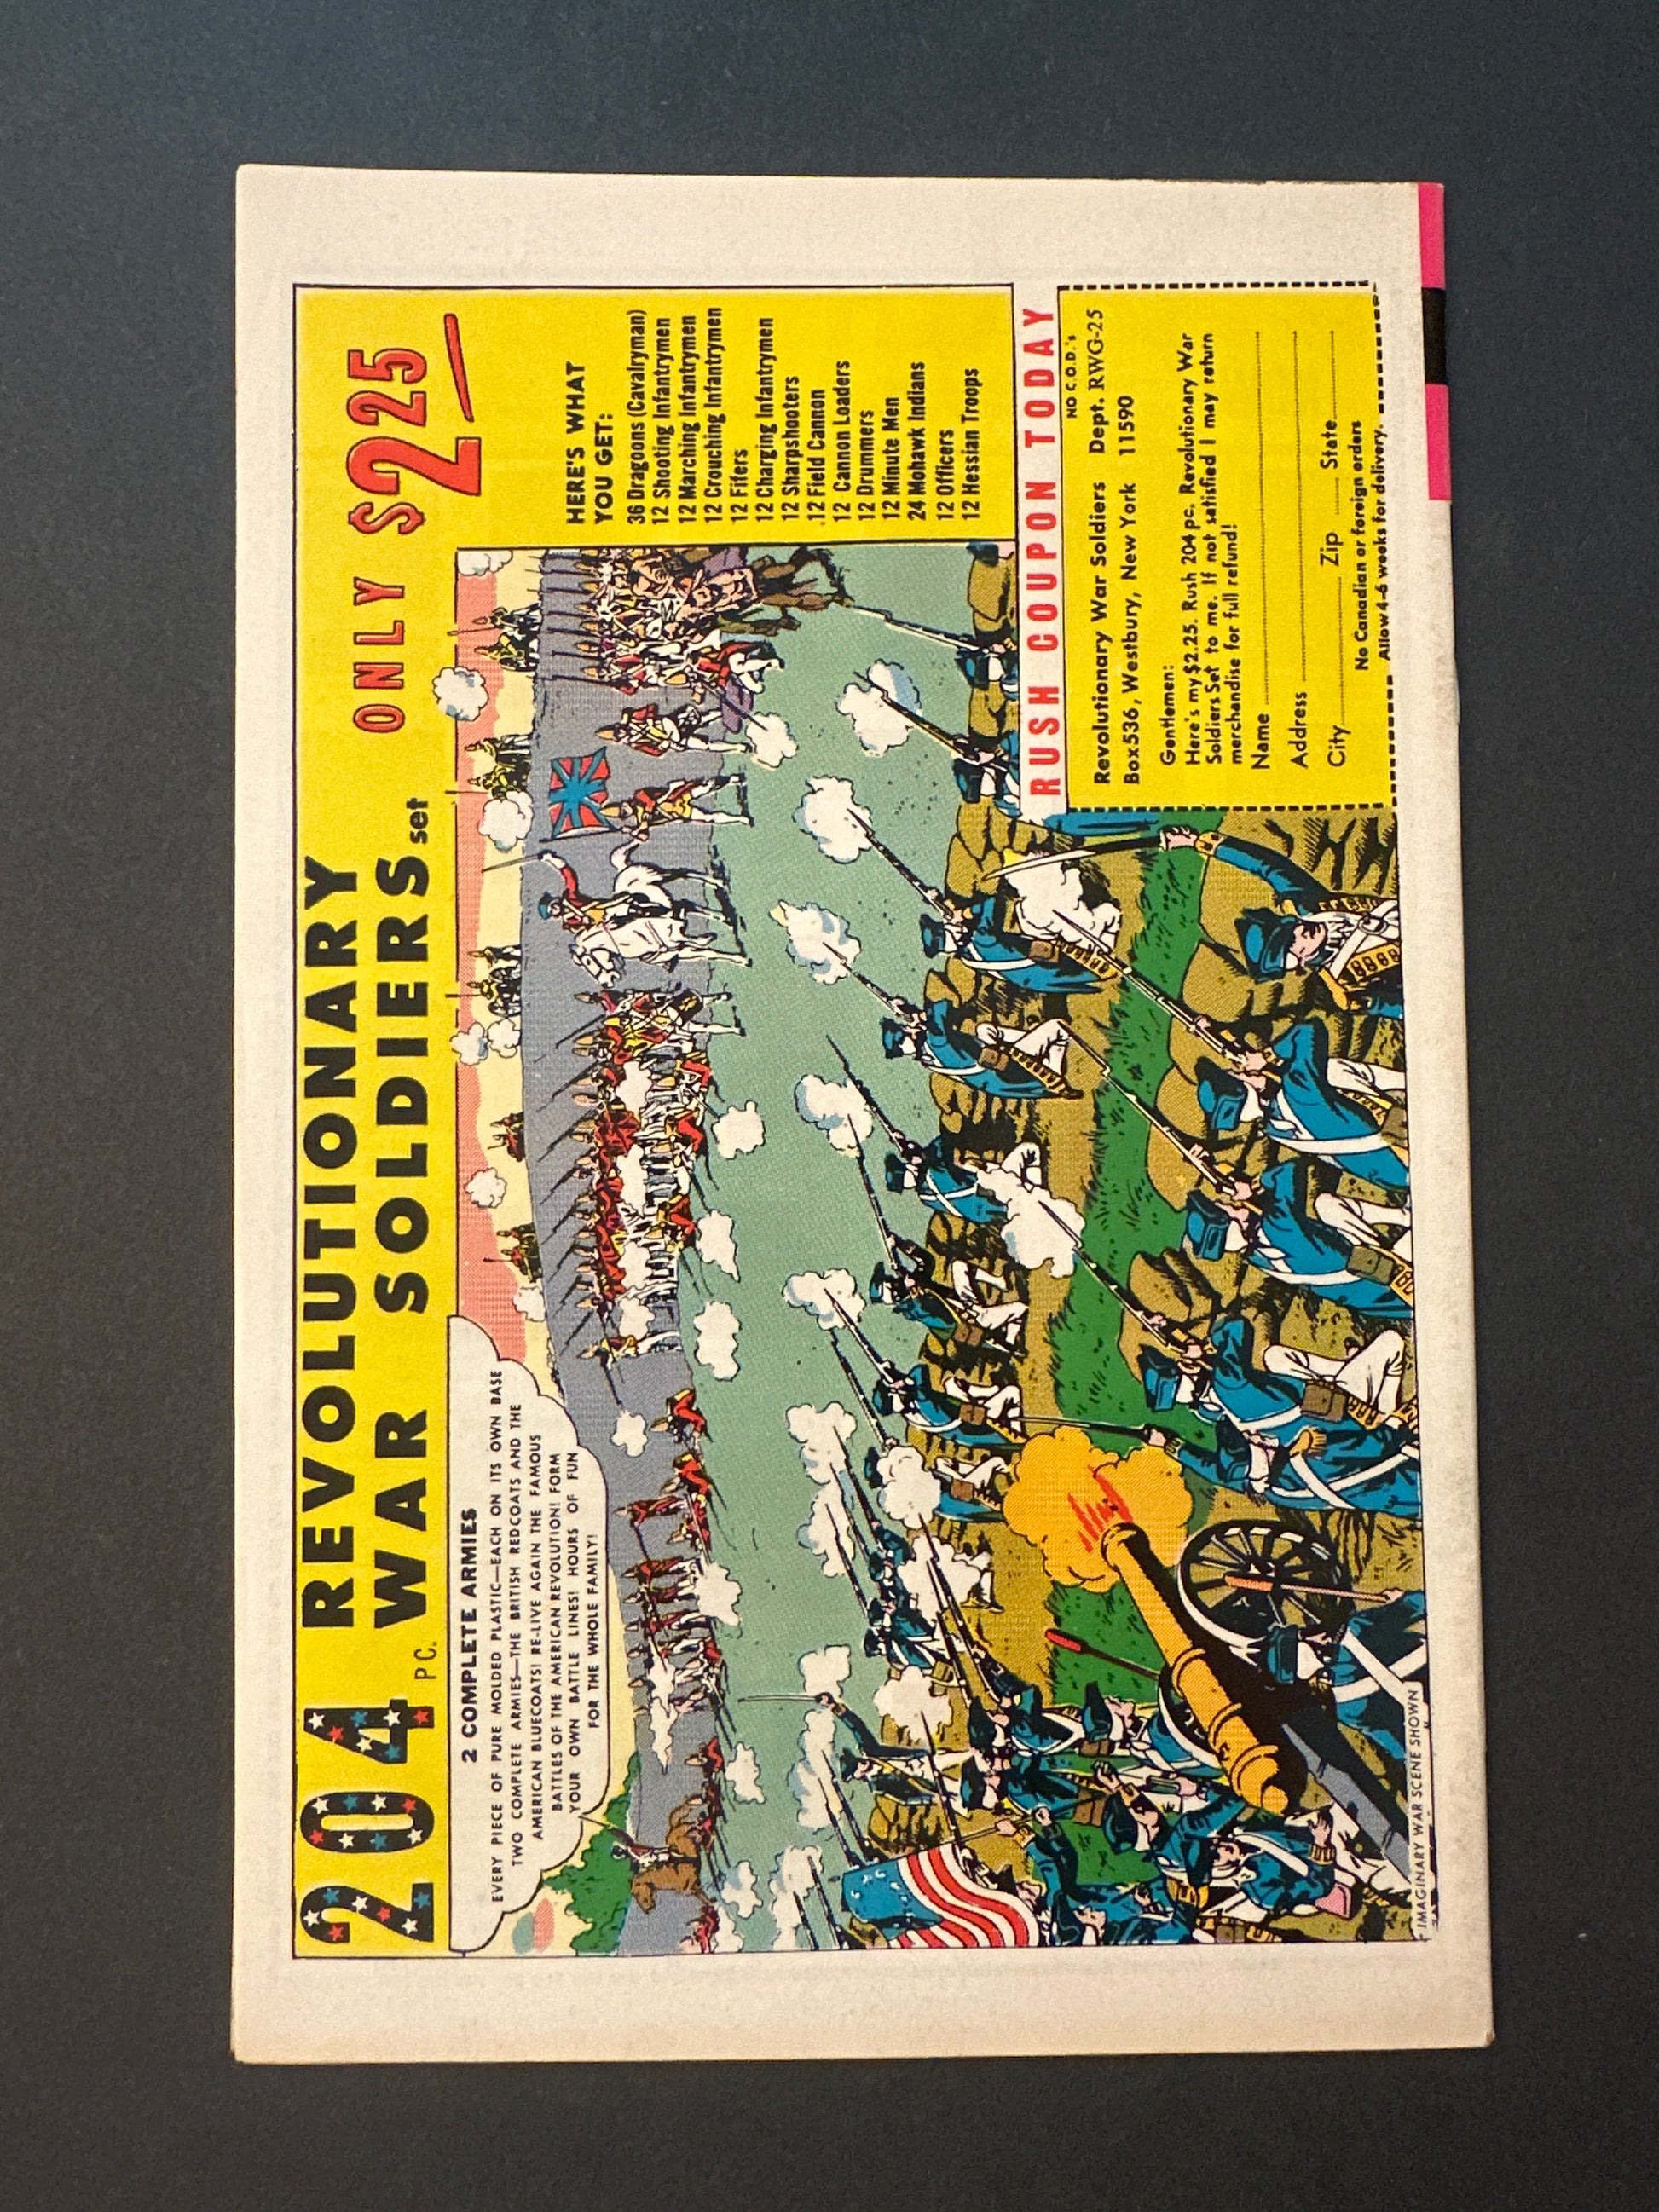 204 PC. REVOLUTIONARY
WAR SOLDIERS set
ONLY $225
2 COMPLETE ARMIES
EVERY PIECE OF PURE MOLDED PLASTIC—EACH ON ITS OWN BASE
TWO COMPLETE ARMIES—THE BRITISH REDCOATS AND THE
AMERICAN BLUECOATS! RE-LIVE AGAIN THE FAMOUS
BATTLES OF THE AMERICAN REVOLUTION! FORM
YOUR OWN BATTLE LINES! HOURS OF FUN
FOR THE WHOLE FAMILY!
HERE'S WHAT
YOU GET:
36 Dragoons (Cavalryman)
12 Shooting Infantrymen
12 Marching Infantrymen
12 Crouching Infantrymen
12 Fifers
12 Charging Infantrymen
12 Sharpshooters
12 Field Cannon
12 Cannon Loaders
12 Drummers
12 Minute Men
24 Mohawk Indians
12 Officers
12 Hessian Troops
RUSH COUPON TODAY
NO C.O.D.'s
Revolutionary War Soldiers Dept. RWG-25
Box536, Westbury, New York 11590
Gentlemen:
Here's my $2.25. Rush 204 pc. Revolutionary War
Soldiers Set to me. If not satisfied I may return
merchandise for full refund!
Name
Address
City Zip State
No Canadian or foreign orders
Allow 4-6 weeks for delivery.
IMAGINARY WAR SCENE SHOWN